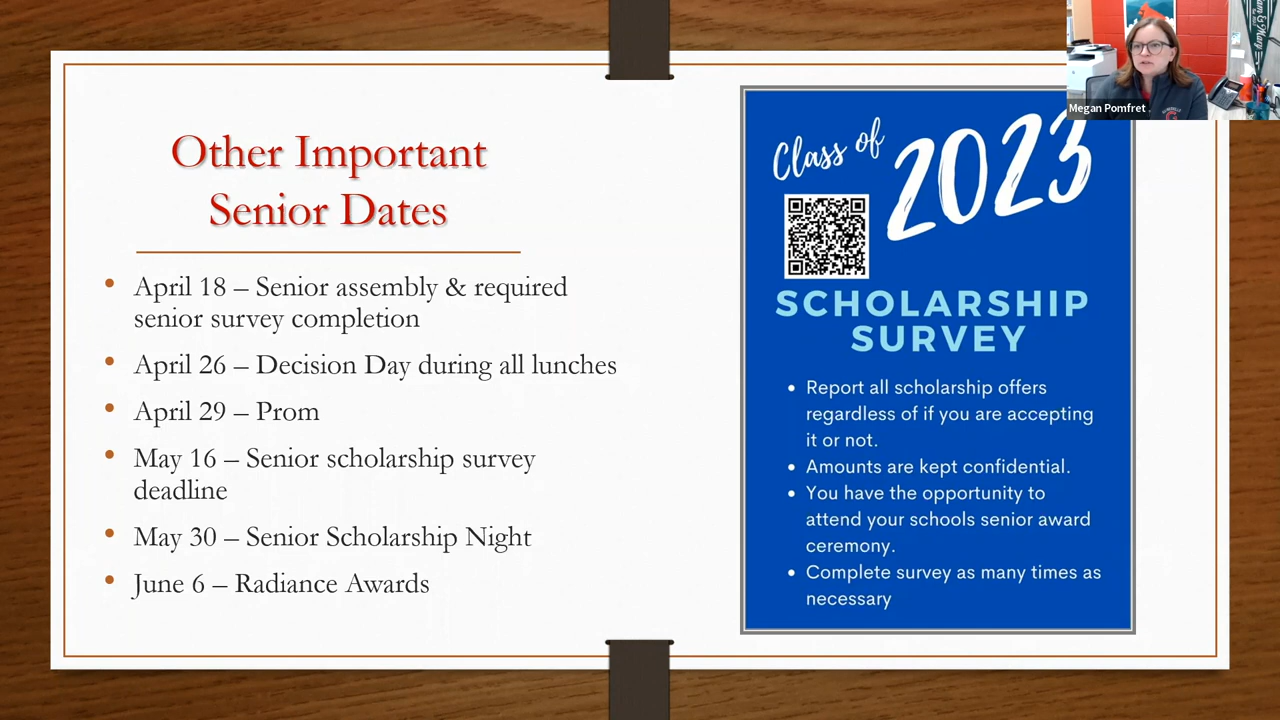 Other Important
Senior Dates
• April 18 – Senior assembly & required
senior survey completion
• April 26 – Decision Day during all lunches
• April 29 – Prom
• May 16 – Senior scholarship survey
deadline
• May 30 – Senior Scholarship Night
• June 6 – Radiance Awards
Class of 2023
SCHOLARSHIP
SURVEY
• Report all scholarship offers
regardless of if you are accepting
it or not.
• Amounts are kept confidential.
• You have the opportunity to
attend your schools senior award
ceremony.
• Complete survey as many times as
necessary
Megan Pomfret